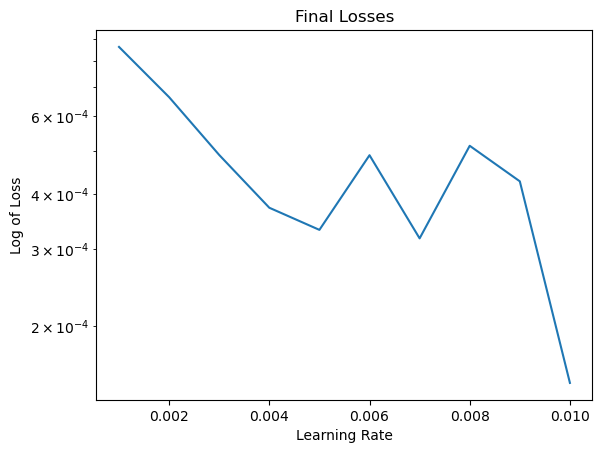 Final Losses
Log of Loss
6 × 10⁻⁴
4 × 10⁻⁴
3 × 10⁻⁴
2 × 10⁻⁴
0.002 0.004 0.006 0.008 0.010
Learning Rate